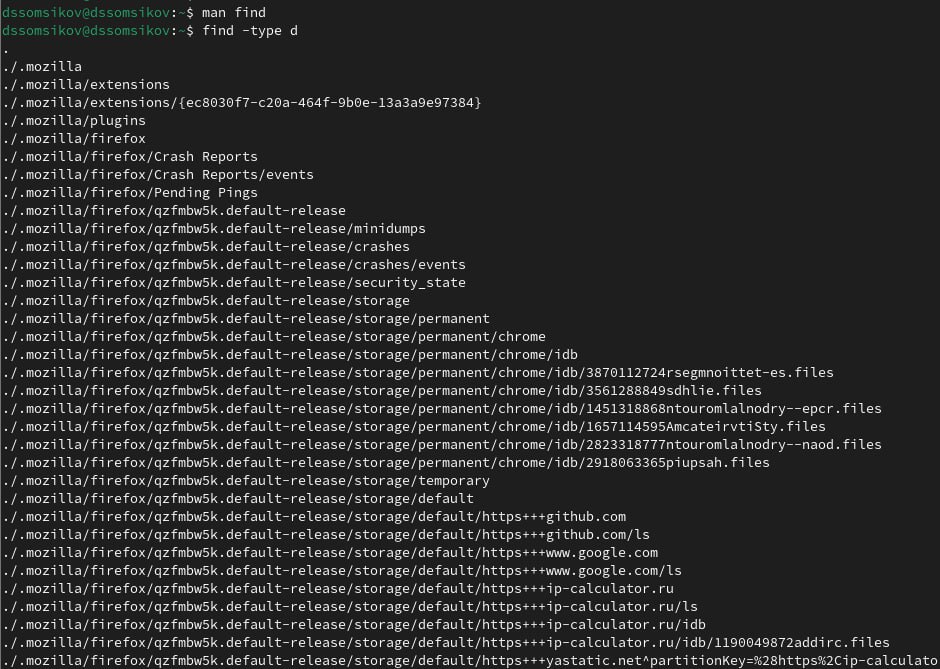 dssomsikov@dssomsikov:~$ man find
dssomsikov@dssomsikov:~$ find -type d
.
./.mozilla
./.mozilla/extensions
./.mozilla/extensions/{ec8030f7-c20a-464f-9b0e-13a3a9e97384}
./.mozilla/plugins
./.mozilla/firefox
./.mozilla/firefox/Crash Reports
./.mozilla/firefox/Crash Reports/events
./.mozilla/firefox/Pending Pings
./.mozilla/firefox/qzfmbw5k.default-release
./.mozilla/firefox/qzfmbw5k.default-release/minidumps
./.mozilla/firefox/qzfmbw5k.default-release/crashes
./.mozilla/firefox/qzfmbw5k.default-release/crashes/events
./.mozilla/firefox/qzfmbw5k.default-release/security_state
./.mozilla/firefox/qzfmbw5k.default-release/storage
./.mozilla/firefox/qzfmbw5k.default-release/storage/permanent
./.mozilla/firefox/qzfmbw5k.default-release/storage/permanent/chrome
./.mozilla/firefox/qzfmbw5k.default-release/storage/permanent/chrome/idb
./.mozilla/firefox/qzfmbw5k.default-release/storage/permanent/chrome/idb/3870112724rsegmnoittet-es.files
./.mozilla/firefox/qzfmbw5k.default-release/storage/permanent/chrome/idb/3561288849sdhlie.files
./.mozilla/firefox/qzfmbw5k.default-release/storage/permanent/chrome/idb/1451318868ntouromlalnodry--epcr.files
./.mozilla/firefox/qzfmbw5k.default-release/storage/permanent/chrome/idb/1657114595AmcateirvtiSty.files
./.mozilla/firefox/qzfmbw5k.default-release/storage/permanent/chrome/idb/2823318777ntouromlalnodry--naod.files
./.mozilla/firefox/qzfmbw5k.default-release/storage/permanent/chrome/idb/2918063365piupsah.files
./.mozilla/firefox/qzfmbw5k.default-release/storage/temporary
./.mozilla/firefox/qzfmbw5k.default-release/storage/default
./.mozilla/firefox/qzfmbw5k.default-release/storage/default/https+++github.com
./.mozilla/firefox/qzfmbw5k.default-release/storage/default/https+++github.com/ls
./.mozilla/firefox/qzfmbw5k.default-release/storage/default/https+++www.google.com
./.mozilla/firefox/qzfmbw5k.default-release/storage/default/https+++www.google.com/ls
./.mozilla/firefox/qzfmbw5k.default-release/storage/default/https+++ip-calculator.ru
./.mozilla/firefox/qzfmbw5k.default-release/storage/default/https+++ip-calculator.ru/ls
./.mozilla/firefox/qzfmbw5k.default-release/storage/default/https+++ip-calculator.ru/idb
./.mozilla/firefox/qzfmbw5k.default-release/storage/default/https+++ip-calculator.ru/idb/1190049872addirc.files
./.mozilla/firefox/qzfmbw5k.default-release/storage/default/https+++yastatic.net^partitionKey=%28https%2Cip-calculato